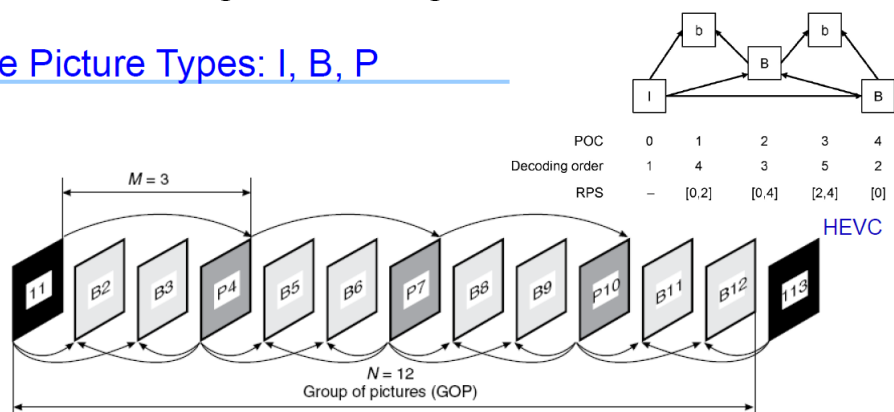 e Picture Types: I, B, P
b b
B
I B
POC 0 1 2 3 4
Decoding order 1 4 3 5 2
RPS – [0,2] [0,4] [2,4] [0]
HEVC
M = 3
11 B2 B3 P4 B5 B6 P7 B8 B9 P10 B11 B12 113
N = 12
Group of pictures (GOP)